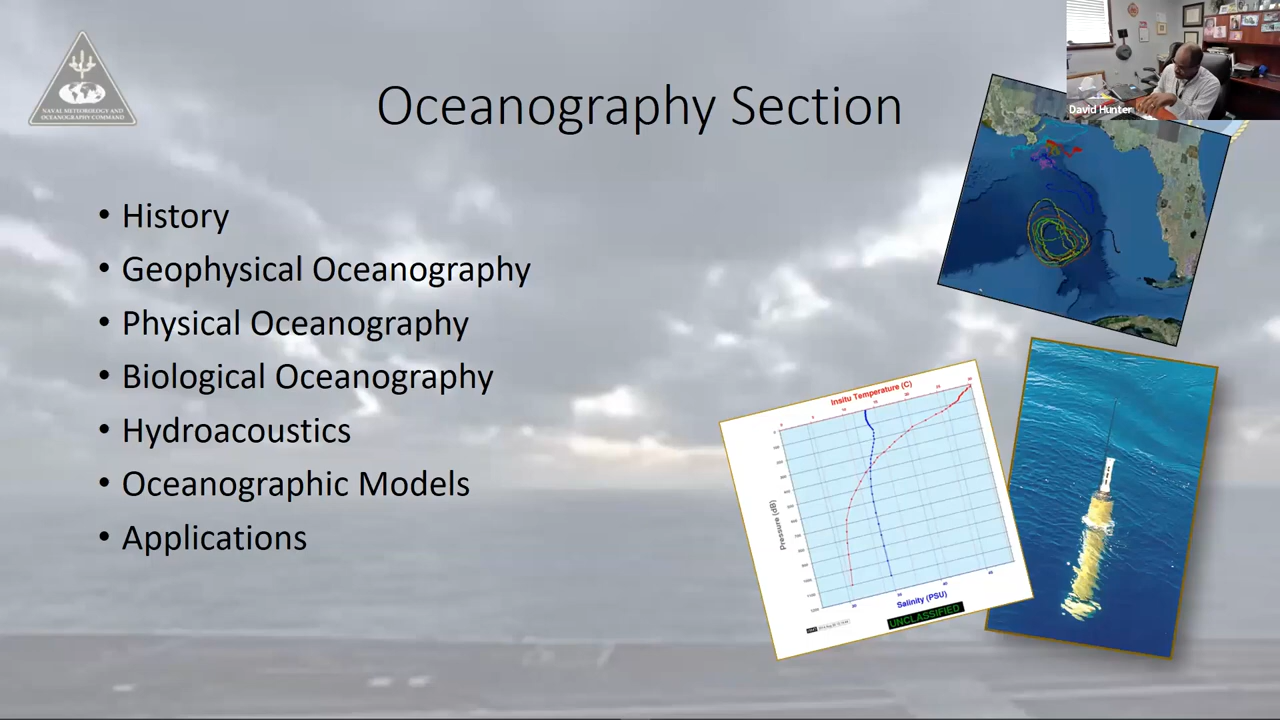 NAVAL METEOROLOGY AND
OCEANOGRAPHY COMMAND
Oceanography Section
David Hunter
• History
• Geophysical Oceanography
• Physical Oceanography
• Biological Oceanography
• Hydroacoustics
• Oceanographic Models
• Applications
Insitu Temperature (C)
Pressure (dB)
Salinity (PSU)
UNCLASSIFIED